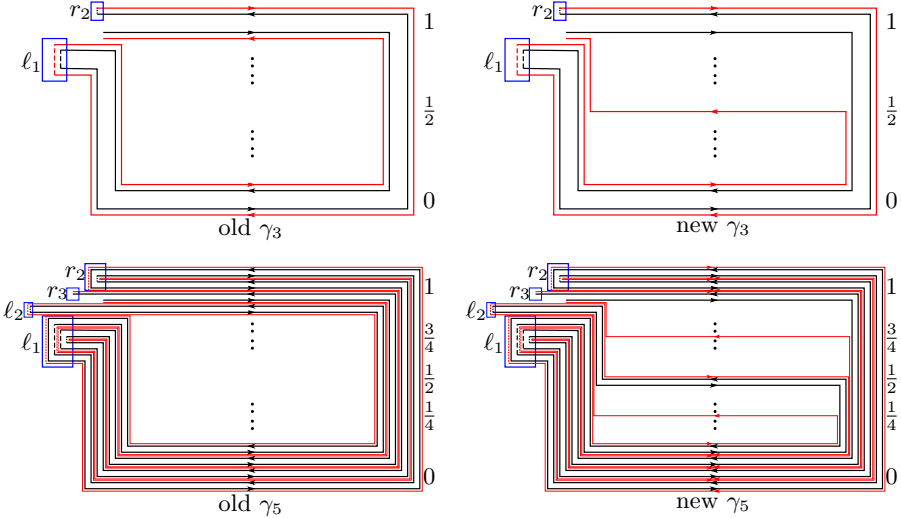 r₂
1
ℓ₁
½
0
old γ₃
r₂
1
ℓ₁
½
0
new γ₃
r₂
r₃
1
ℓ₂
ℓ₁
¾
½
¼
0
old γ₅
r₂
r₃
1
ℓ₂
ℓ₁
¾
½
¼
0
new γ₅